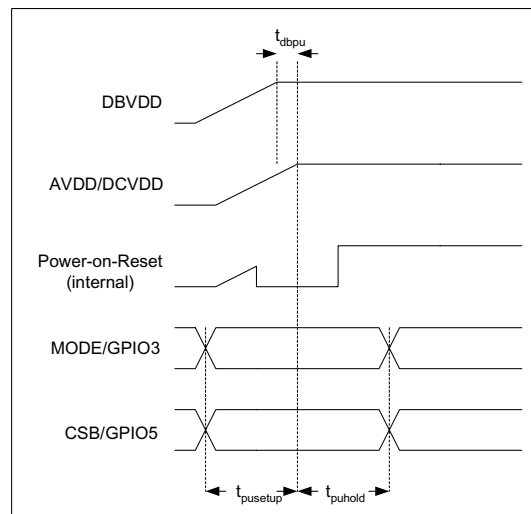 tdbpu
DBVDD
AVDD/DCVDD
Power-on-Reset
(internal)
MODE/GPIO3
CSB/GPIO5
tpusetup
tpuhold